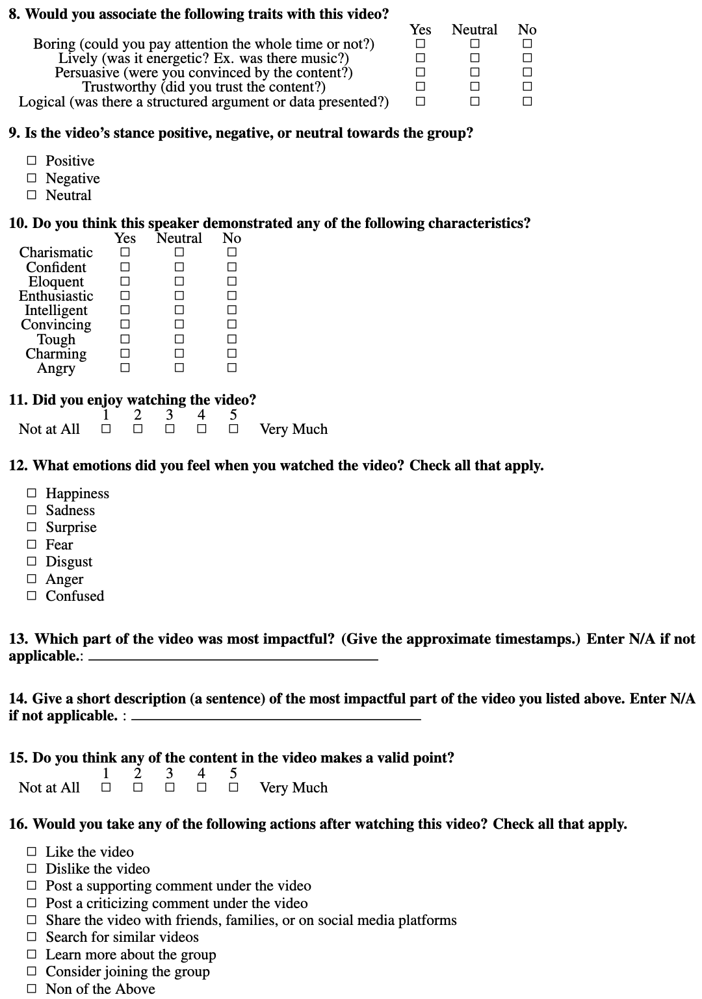 8. Would you associate the following traits with this video?
Yes Neutral No
Boring (could you pay attention the whole time or not?) ☐ ☐ ☐
Lively (was it energetic? Ex. was there music?) ☐ ☐ ☐
Persuasive (were you convinced by the content?) ☐ ☐ ☐
Trustworthy (did you trust the content?) ☐ ☐ ☐
Logical (was there a structured argument or data presented?) ☐ ☐ ☐
9. Is the video's stance positive, negative, or neutral towards the group?
☐ Positive
☐ Negative
☐ Neutral
10. Do you think this speaker demonstrated any of the following characteristics?
Yes Neutral No
Charismatic ☐ ☐ ☐
Confident ☐ ☐ ☐
Eloquent ☐ ☐ ☐
Enthusiastic ☐ ☐ ☐
Intelligent ☐ ☐ ☐
Convincing ☐ ☐ ☐
Tough ☐ ☐ ☐
Charming ☐ ☐ ☐
Angry ☐ ☐ ☐
11. Did you enjoy watching the video?
1 2 3 4 5
Not at All ☐ ☐ ☐ ☐ ☐ Very Much
12. What emotions did you feel when you watched the video? Check all that apply.
☐ Happiness
☐ Sadness
☐ Surprise
☐ Fear
☐ Disgust
☐ Anger
☐ Confused
13. Which part of the video was most impactful? (Give the approximate timestamps.) Enter N/A if not
applicable.:
14. Give a short description (a sentence) of the most impactful part of the video you listed above. Enter N/A
if not applicable. :
15. Do you think any of the content in the video makes a valid point?
1 2 3 4 5
Not at All ☐ ☐ ☐ ☐ ☐ Very Much
16. Would you take any of the following actions after watching this video? Check all that apply.
☐ Like the video
☐ Dislike the video
☐ Post a supporting comment under the video
☐ Post a criticizing comment under the video
☐ Share the video with friends, families, or on social media platforms
☐ Search for similar videos
☐ Learn more about the group
☐ Consider joining the group
☐ Non of the Above